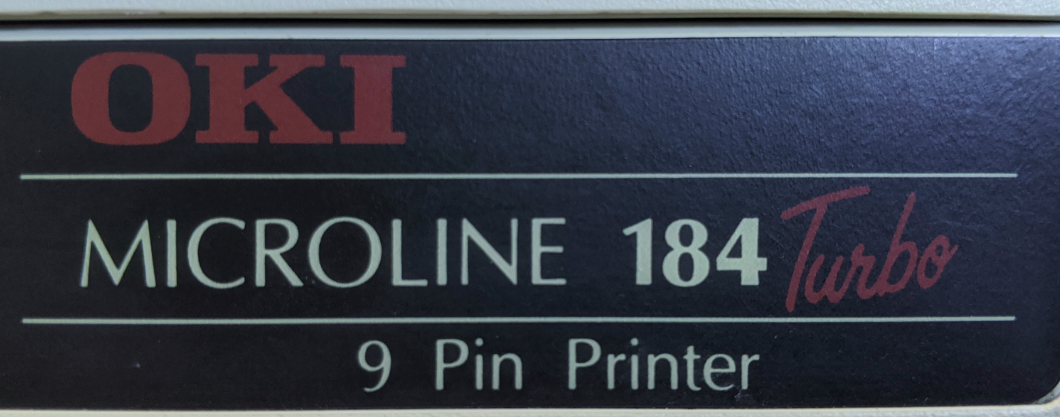 OKI
MICROLINE 184 Turbo
9 Pin Printer